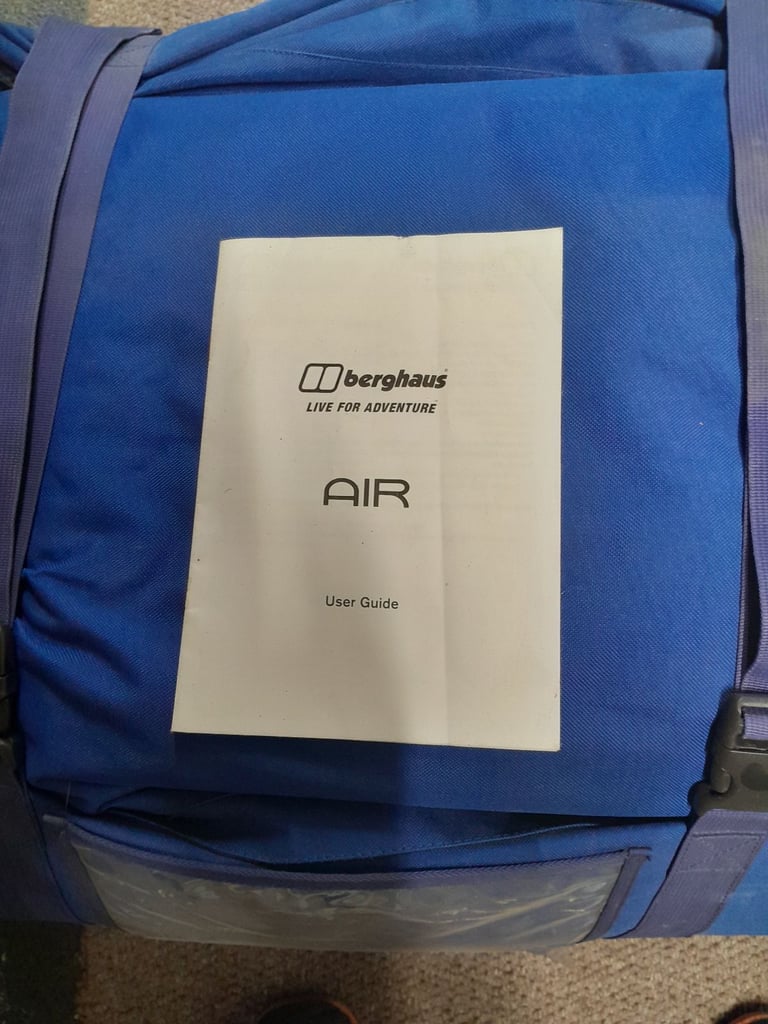 berghaus
LIVE FOR ADVENTURE
AIR
User Guide